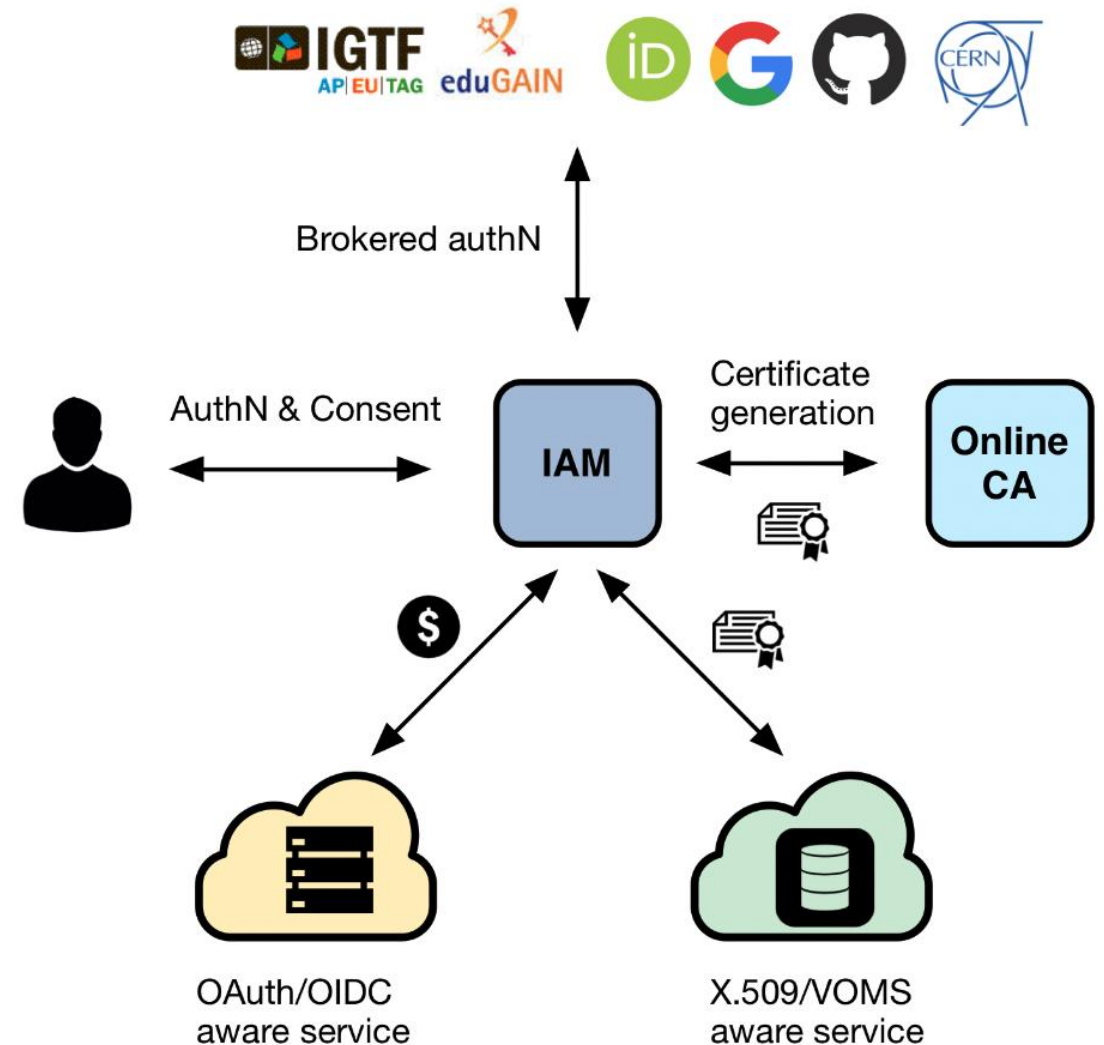 IGTF
AP|EU|TAG
eduGAIN
iD
G
CERN
Brokered authN
AuthN & Consent
IAM
Certificate
generation
Online
CA
$
OAuth/OIDC
aware service
X.509/VOMS
aware service